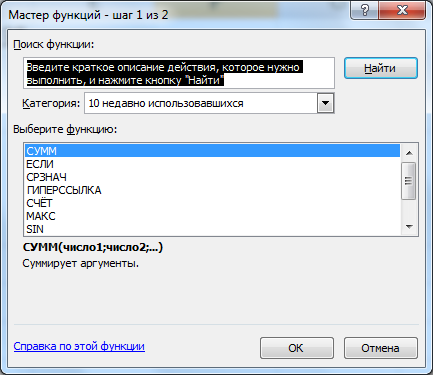 Мастер функций - шаг 1 из 2
Поиск функции:
Введите краткое описание действия, которое нужно
выполнить, и нажмите кнопку "Найти"
Найти
Категория: 10 недавно использовавшихся
Выберите функцию:
СУММ
ЕСЛИ
СРЗНАЧ
ГИПЕРССЫЛКА
СЧЁТ
МАКС
SIN
СУММ(число1;число2;...)
Суммирует аргументы.
Справка по этой функции
ОК
Отмена